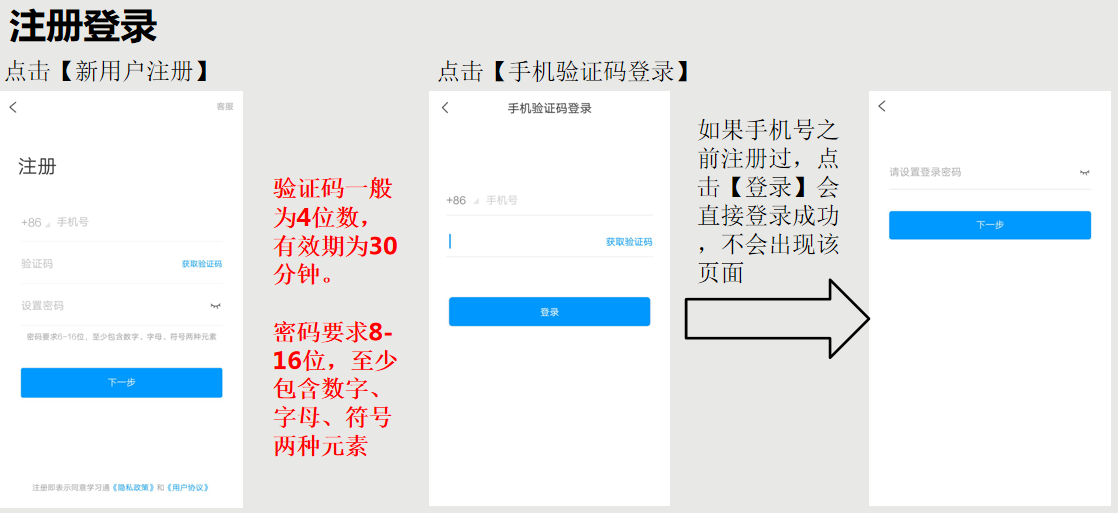 注册登录
点击【新用户注册】
客服
注册
+86 手机号
验证码 获取验证码
设置密码
密码要求6-16位，至少包含数字、字母、符号两种元素
下一步
注册即表示同意学习通《隐私政策》和《用户协议》
验证码一般
为4位数，
有效期为30
分钟。
密码要求8-
16位，至少
包含数字、
字母、符号
两种元素
点击【手机验证码登录】
手机验证码登录
+86 手机号
获取验证码
登录
如果手机号之
前注册过，点
击【登录】会
直接登录成功
，不会出现该
页面
请设置登录密码
下一步